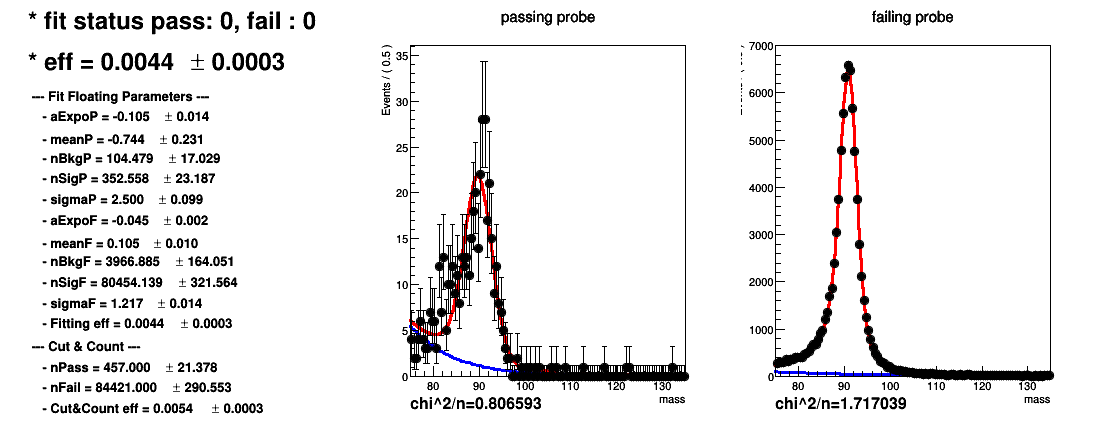 * fit status pass: 0, fail : 0
* eff = 0.0044 ± 0.0003
--- Fit Floating Parameters ---
- aExpoP = -0.105 ± 0.014
- meanP = -0.744 ± 0.231
- nBkgP = 104.479 ± 17.029
- nSigP = 352.558 ± 23.187
- sigmaP = 2.500 ± 0.099
- aExpoF = -0.045 ± 0.002
- meanF = 0.105 ± 0.010
- nBkgF = 3966.885 ± 164.051
- nSigF = 80454.139 ± 321.564
- sigmaF = 1.217 ± 0.014
- Fitting eff = 0.0044 ± 0.0003
--- Cut & Count ---
- nPass = 457.000 ± 21.378
- nFail = 84421.000 ± 290.553
- Cut&Count eff = 0.0054 ± 0.0003
passing probe
Events / ( 0.5 )
35
30
25
20
15
10
5
0
80 90 100 110 120 130
mass
chi^2/n=0.806593
failing probe
7000
6000
5000
4000
3000
2000
1000
0
80 90 100 110 120 130
mass
chi^2/n=1.717039